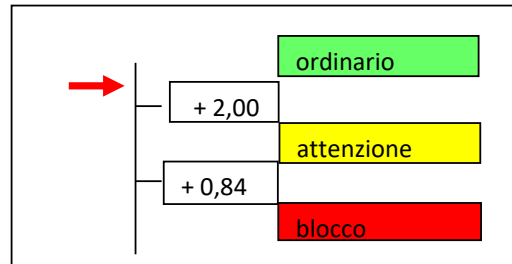 ordinario
+ 2,00
attenzione
+ 0,84
blocco